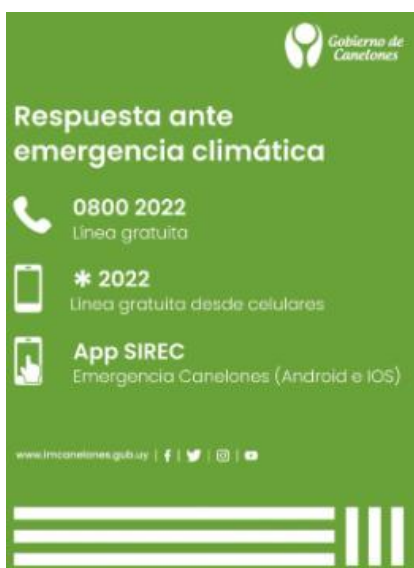 Gobierno de
Canelones
Respuesta ante
emergencia climática
0800 2022
Línea gratuita
* 2022
Línea gratuita desde celulares
App SIREC
Emergencia Canelones (Android e IOS)
www.imcanelones.gub.uy | f |